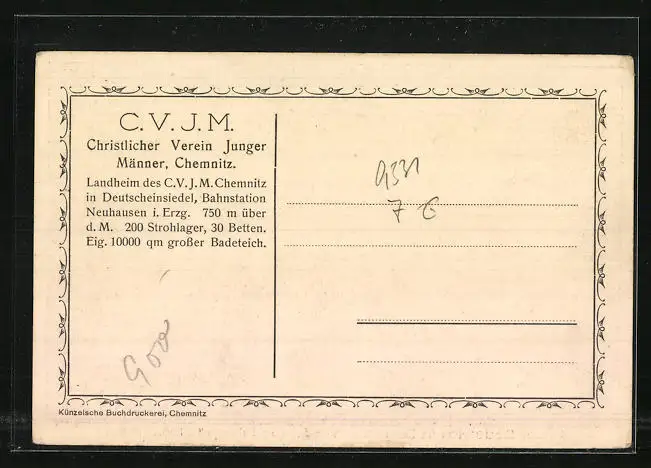 C. V. J. M.
Christlicher Verein Junger
Männer, Chemnitz.
Landheim des C. V. J. M. Chemnitz
in Deutscheinsiedel, Bahnstation
Neuhausen i. Erzg. 750 m über
d. M. 200 Strohlager, 30 Betten.
Eig. 10000 qm großer Badeteich.
7 €
Künzelsche Buchdruckerei, Chemnitz